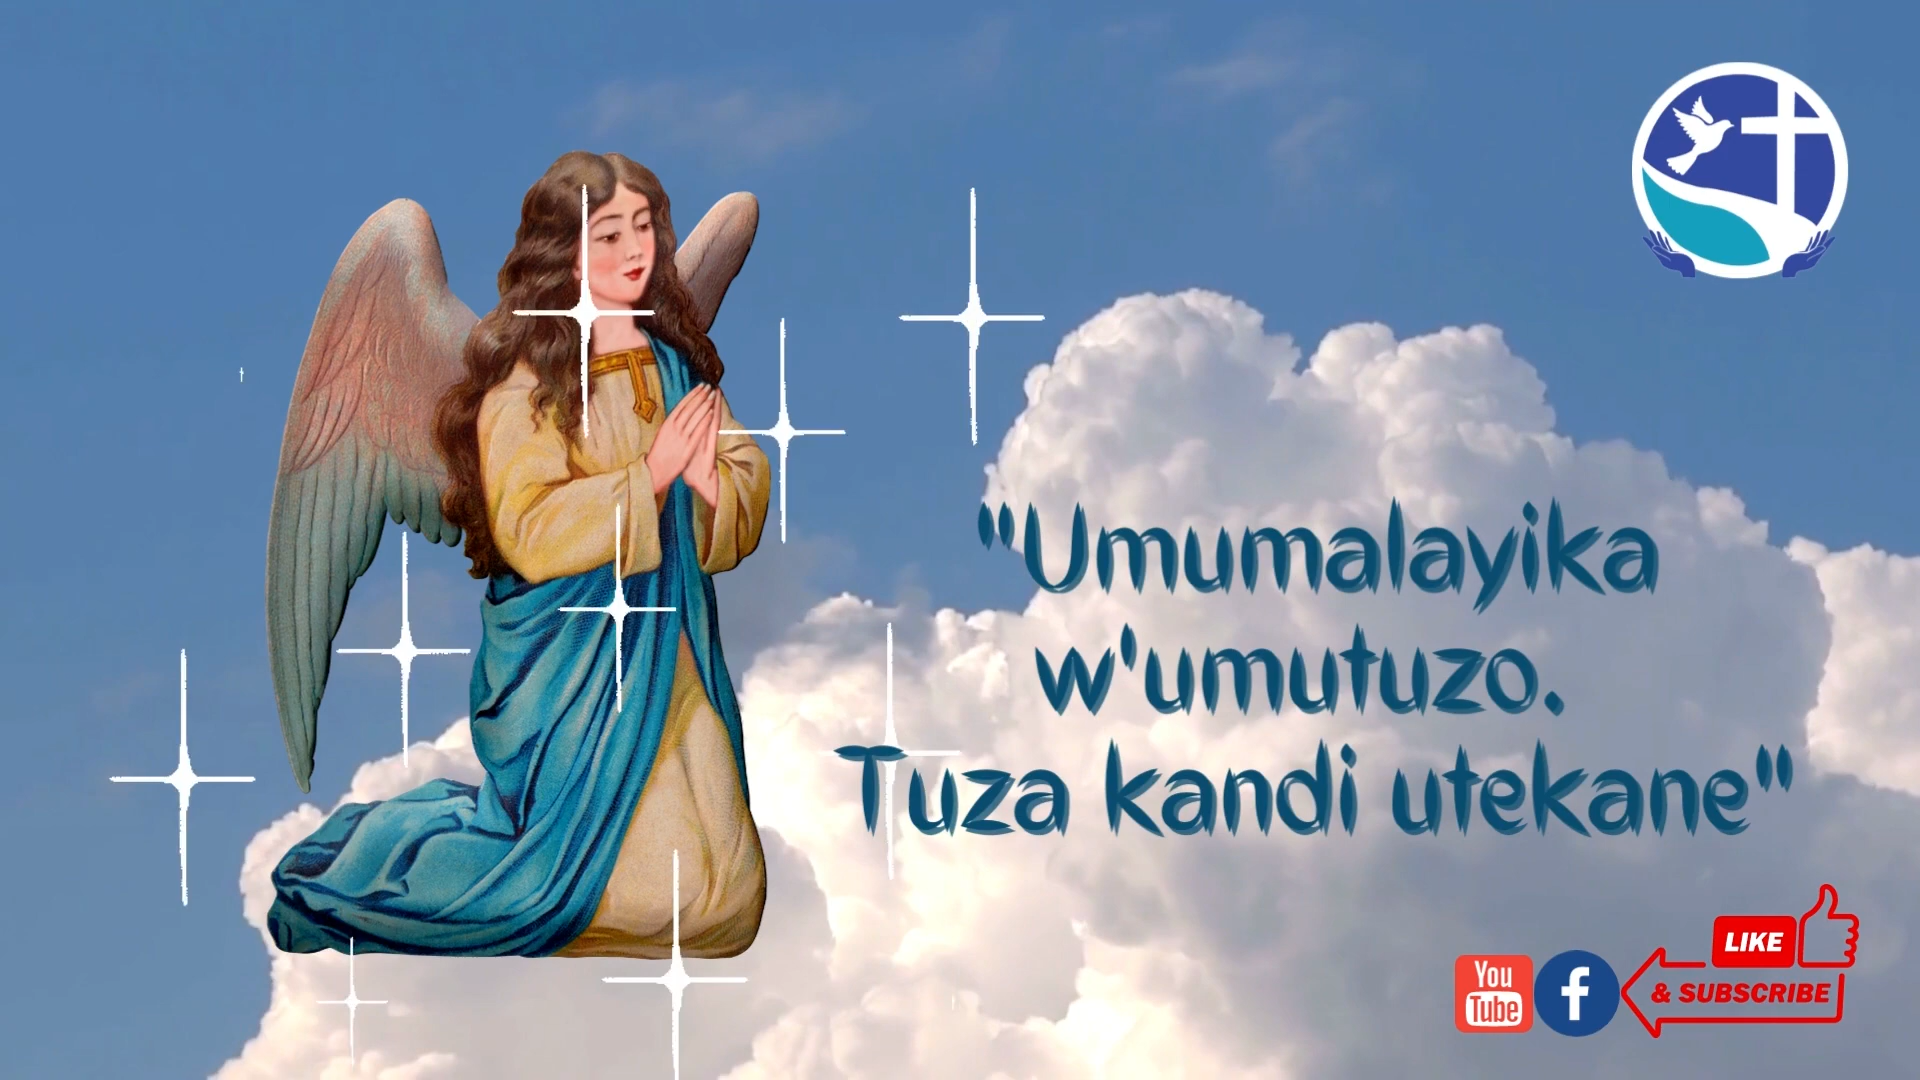 "Umumalayika
w'umutuzo.
Tuza kandi utekane"
LIKE
& SUBSCRIBE
You
Tube
f